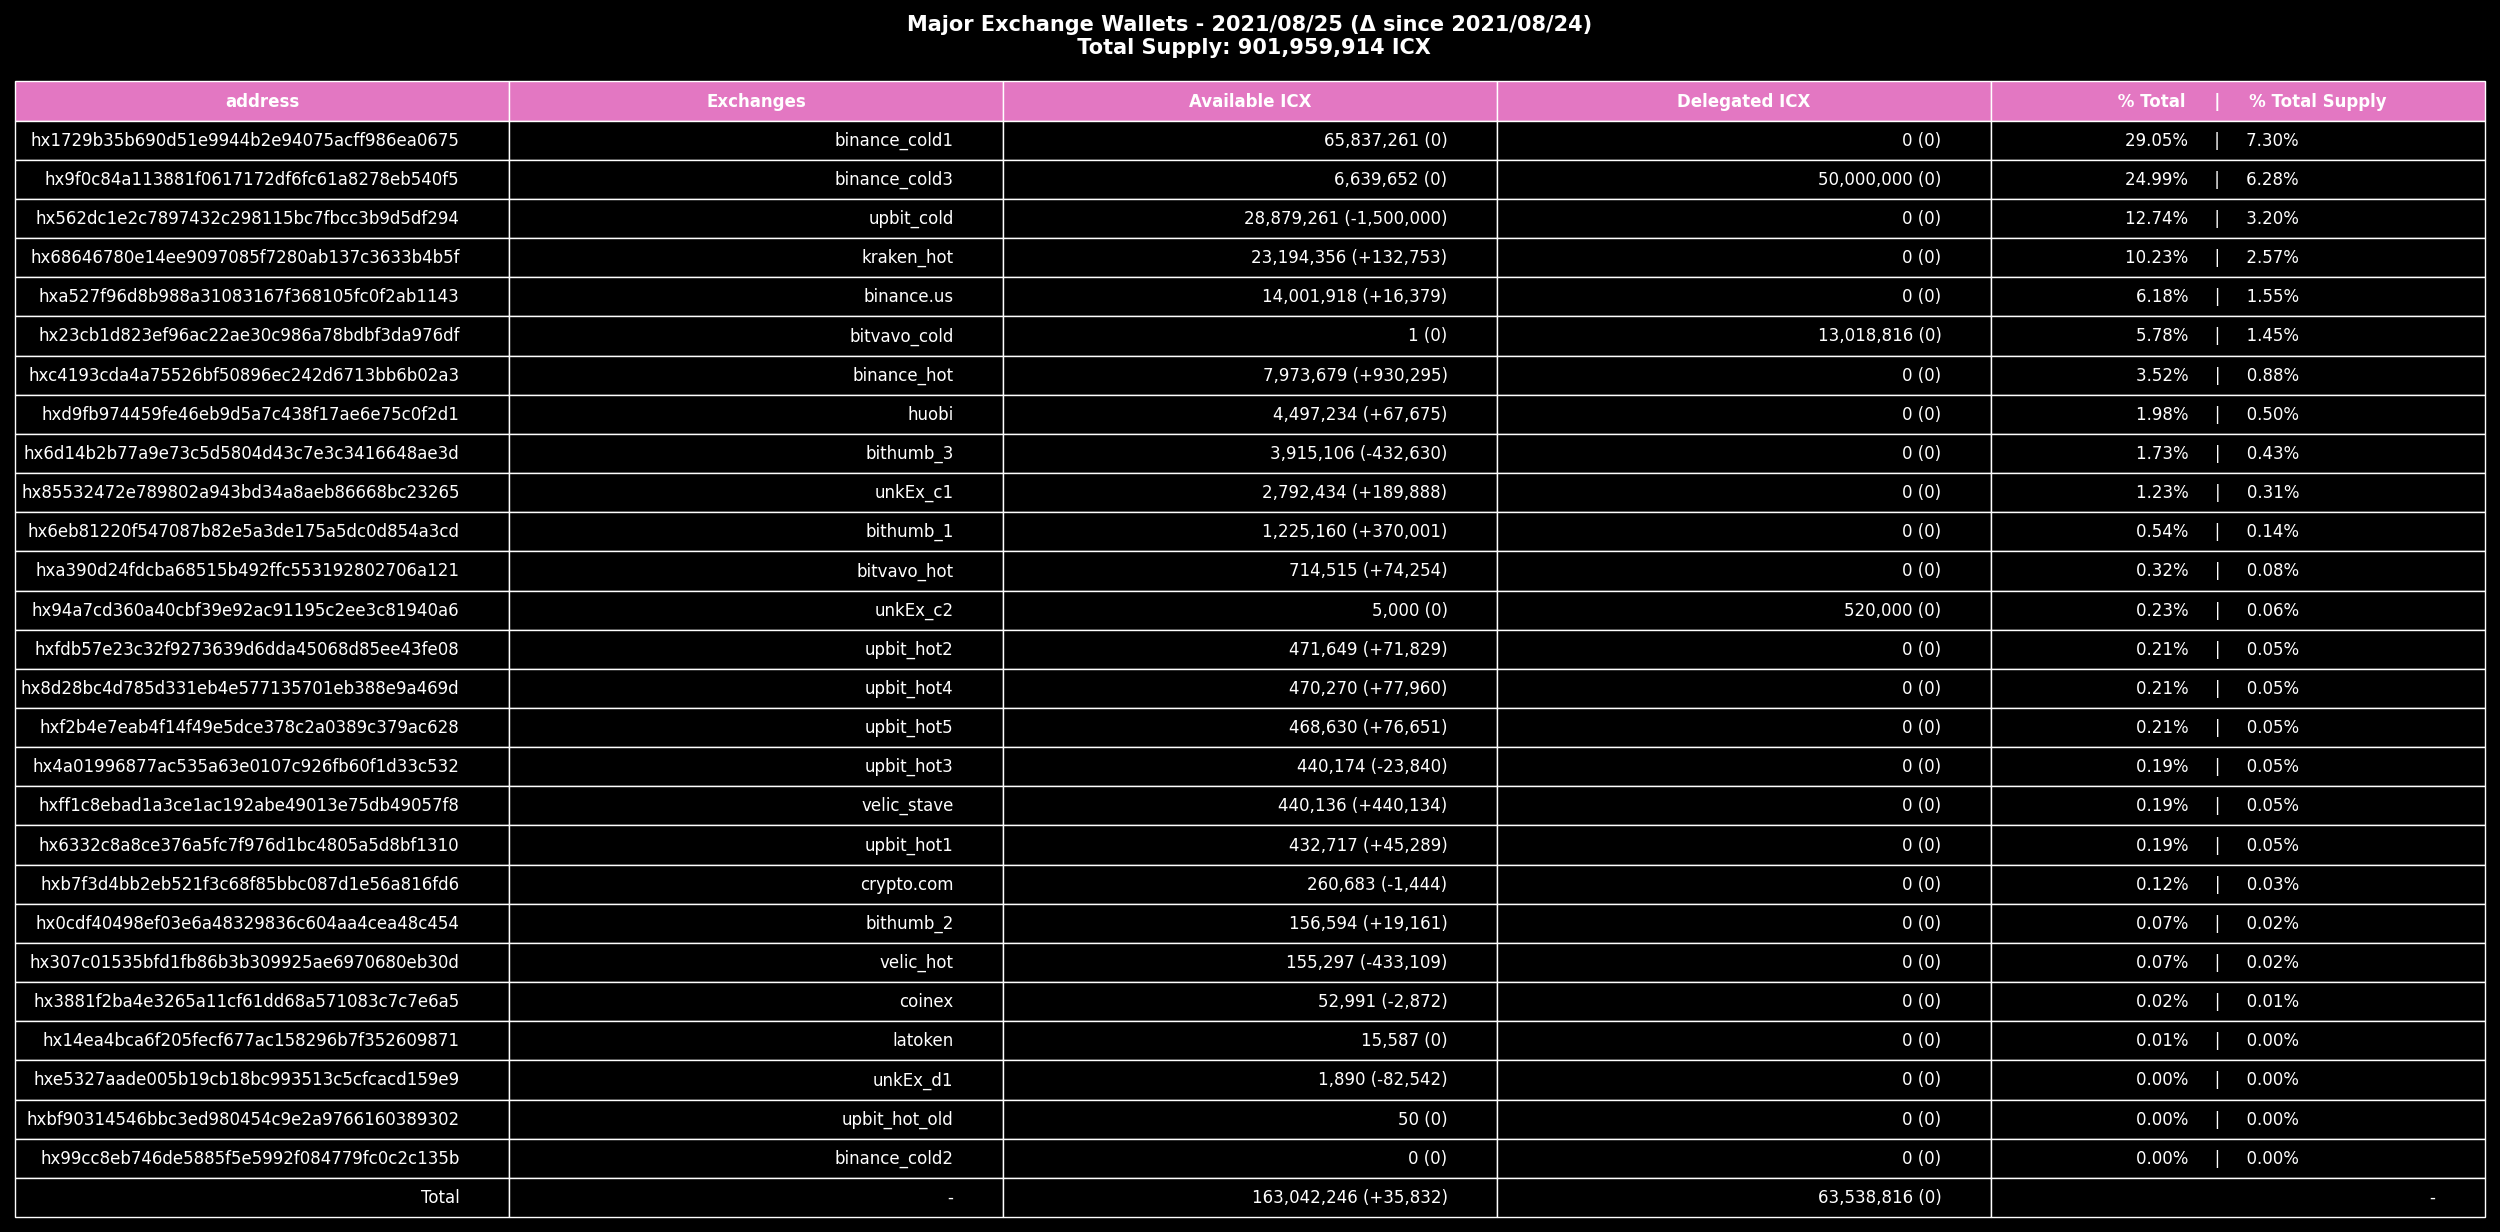 Major Exchange Wallets - 2021/08/25 (Δ since 2021/08/24)
Total Supply: 901,959,914 ICX
address Exchanges Available ICX Delegated ICX % Total | % Total Supply
hx1729b35b690d51e9944b2e94075acff986ea0675 binance_cold1 65,837,261 (0) 0 (0) 29.05% | 7.30%
hx9f0c84a113881f0617172df6fc61a8278eb540f5 binance_cold3 6,639,652 (0) 50,000,000 (0) 24.99% | 6.28%
hx562dc1e2c7897432c298115bc7fbcc3b9d5df294 upbit_cold 28,879,261 (-1,500,000) 0 (0) 12.74% | 3.20%
hx68646780e14ee9097085f7280ab137c3633b4b5f kraken_hot 23,194,356 (+132,753) 0 (0) 10.23% | 2.57%
hxa527f96d8b988a31083167f368105fc0f2ab1143 binance.us 14,001,918 (+16,379) 0 (0) 6.18% | 1.55%
hx23cb1d823ef96ac22ae30c986a78bdbf3da976df bitvavo_cold 1 (0) 13,018,816 (0) 5.78% | 1.45%
hxc4193cda4a75526bf50896ec242d6713bb6b02a3 binance_hot 7,973,679 (+930,295) 0 (0) 3.52% | 0.88%
hxd9fb974459fe46eb9d5a7c438f17ae6e75c0f2d1 huobi 4,497,234 (+67,675) 0 (0) 1.98% | 0.50%
hx6d14b2b77a9e73c5d5804d43c7e3c3416648ae3d bithumb_3 3,915,106 (-432,630) 0 (0) 1.73% | 0.43%
hx85532472e789802a943bd34a8aeb86668bc23265 unkEx_c1 2,792,434 (+189,888) 0 (0) 1.23% | 0.31%
hx6eb81220f547087b82e5a3de175a5dc0d854a3cd bithumb_1 1,225,160 (+370,001) 0 (0) 0.54% | 0.14%
hxa390d24fdcba68515b492ffc553192802706a121 bitvavo_hot 714,515 (+74,254) 0 (0) 0.32% | 0.08%
hx94a7cd360a40cbf39e92ac91195c2ee3c81940a6 unkEx_c2 5,000 (0) 520,000 (0) 0.23% | 0.06%
hxfdb57e23c32f9273639d6dda45068d85ee43fe08 upbit_hot2 471,649 (+71,829) 0 (0) 0.21% | 0.05%
hx8d28bc4d785d331eb4e577135701eb388e9a469d upbit_hot4 470,270 (+77,960) 0 (0) 0.21% | 0.05%
hxf2b4e7eab4f14f49e5dce378c2a0389c379ac628 upbit_hot5 468,630 (+76,651) 0 (0) 0.21% | 0.05%
hx4a01996877ac535a63e0107c926fb60f1d33c532 upbit_hot3 440,174 (-23,840) 0 (0) 0.19% | 0.05%
hxff1c8ebad1a3ce1ac192abe49013e75db49057f8 velic_stave 440,136 (+440,134) 0 (0) 0.19% | 0.05%
hx6332c8a8ce376a5fc7f976d1bc4805a5d8bf1310 upbit_hot1 432,717 (+45,289) 0 (0) 0.19% | 0.05%
hxb7f3d4bb2eb521f3c68f85bbc087d1e56a816fd6 crypto.com 260,683 (-1,444) 0 (0) 0.12% | 0.03%
hx0cdf40498ef03e6a48329836c604aa4cea48c454 bithumb_2 156,594 (+19,161) 0 (0) 0.07% | 0.02%
hx307c01535bfd1fb86b3b309925ae6970680eb30d velic_hot 155,297 (-433,109) 0 (0) 0.07% | 0.02%
hx3881f2ba4e3265a11cf61dd68a571083c7c7e6a5 coinex 52,991 (-2,872) 0 (0) 0.02% | 0.01%
hx14ea4bca6f205fecf677ac158296b7f352609871 latoken 15,587 (0) 0 (0) 0.01% | 0.00%
hxe5327aade005b19cb18bc993513c5cfcacd159e9 unkEx_d1 1,890 (-82,542) 0 (0) 0.00% | 0.00%
hxbf90314546bbc3ed980454c9e2a9766160389302 upbit_hot_old 50 (0) 0 (0) 0.00% | 0.00%
hx99cc8eb746de5885f5e5992f084779fc0c2c135b binance_cold2 0 (0) 0 (0) 0.00% | 0.00%
Total - 163,042,246 (+35,832) 63,538,816 (0) -